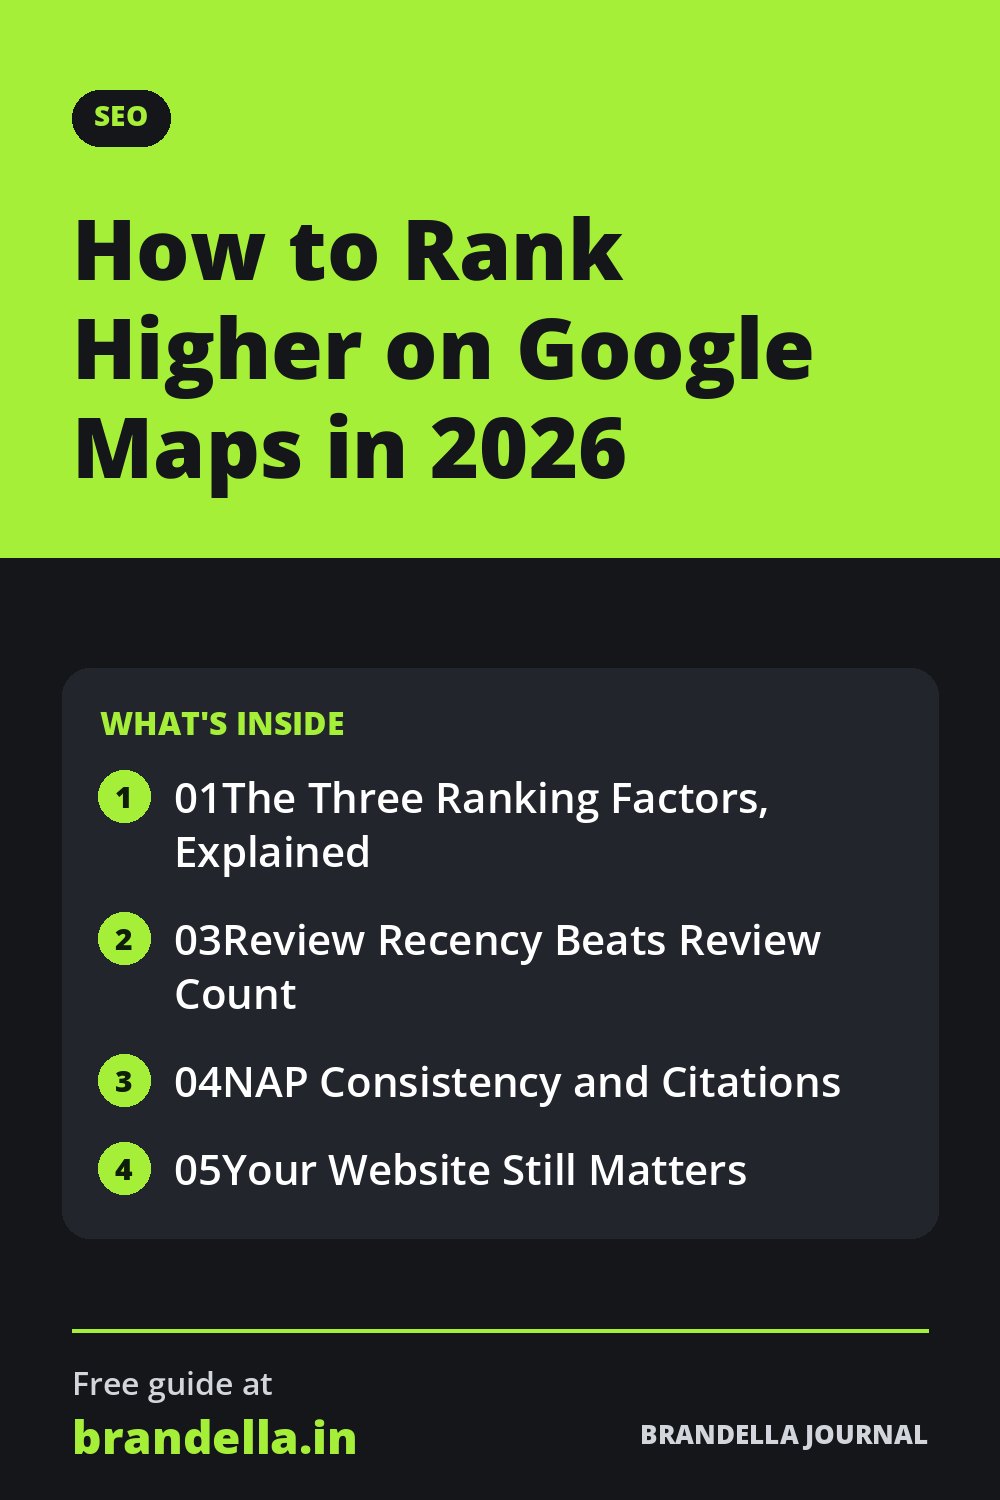 SEO
How to Rank
Higher on Google
Maps in 2026
WHAT'S INSIDE
1 01The Three Ranking Factors,
Explained
2 03Review Recency Beats Review
Count
3 04NAP Consistency and Citations
4 05Your Website Still Matters
Free guide at
brandella.in
BRANDELLA JOURNAL